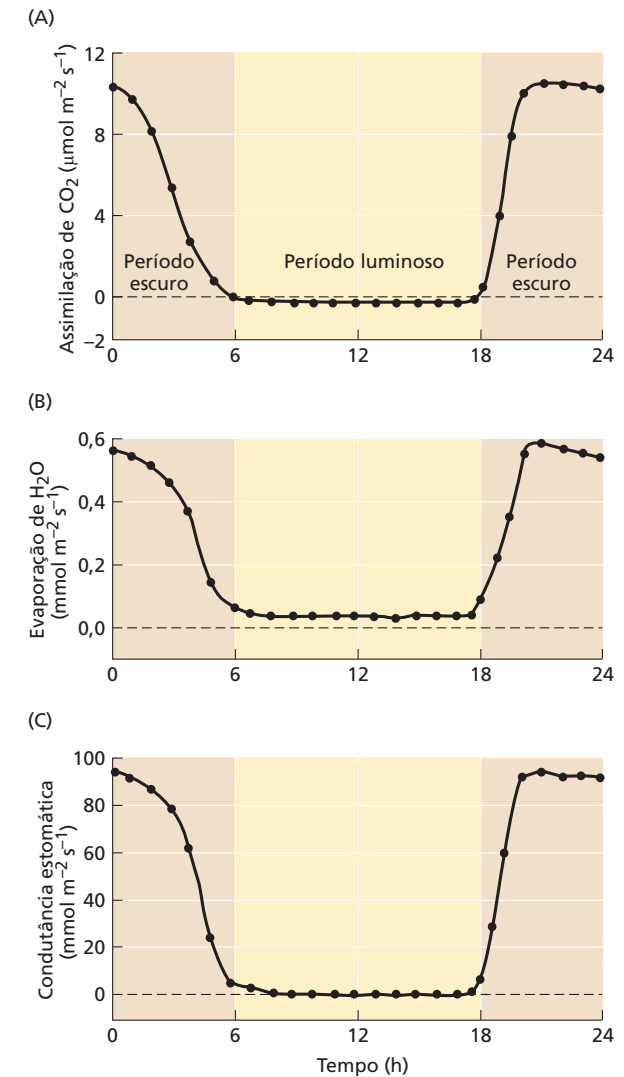 (A)
Assimilação de CO₂ (μmol m⁻² s⁻¹)
12
8
4
0
–2
Período escuro
Período luminoso
Período escuro
0 6 12 18 24
(B)
Evaporação de H₂O
(mmol m⁻² s⁻¹)
0,6
0,4
0,2
0,0
0 6 12 18 24
(C)
Condutância estomática
(mmol m⁻² s⁻¹)
100
80
60
40
20
0
0 6 12 18 24
Tempo (h)